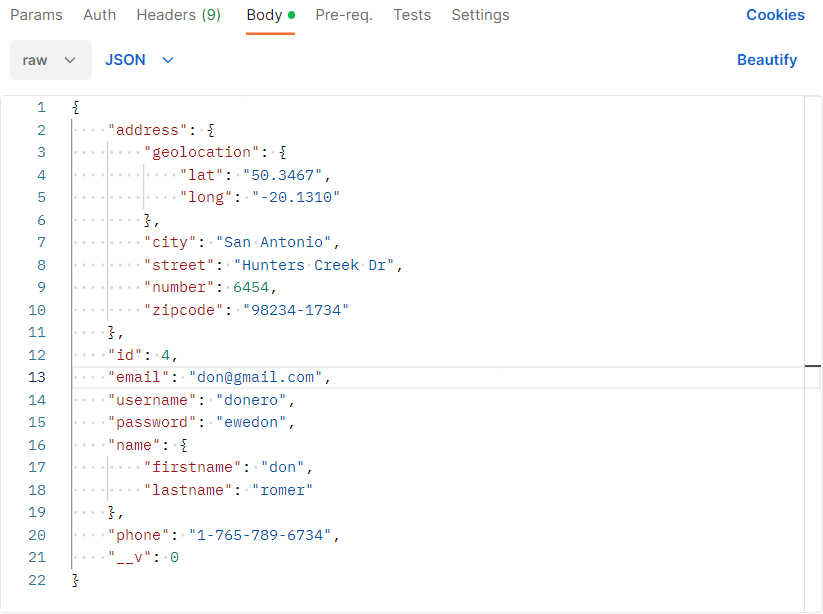 Params Auth Headers (9) Body Pre-req. Tests Settings Cookies
raw JSON Beautify
1 {
2     "address": {
3         "geolocation": {
4             "lat": "50.3467",
5             "long": "-20.1310"
6         },
7         "city": "San Antonio",
8         "street": "Hunters Creek Dr",
9         "number": 6454,
10         "zipcode": "98234-1734"
11     },
12     "id": 4,
13     "email": "don@gmail.com",
14     "username": "donero",
15     "password": "ewedon",
16     "name": {
17         "firstname": "don",
18         "lastname": "romer"
19     },
20     "phone": "1-765-789-6734",
21     "__v": 0
22 }